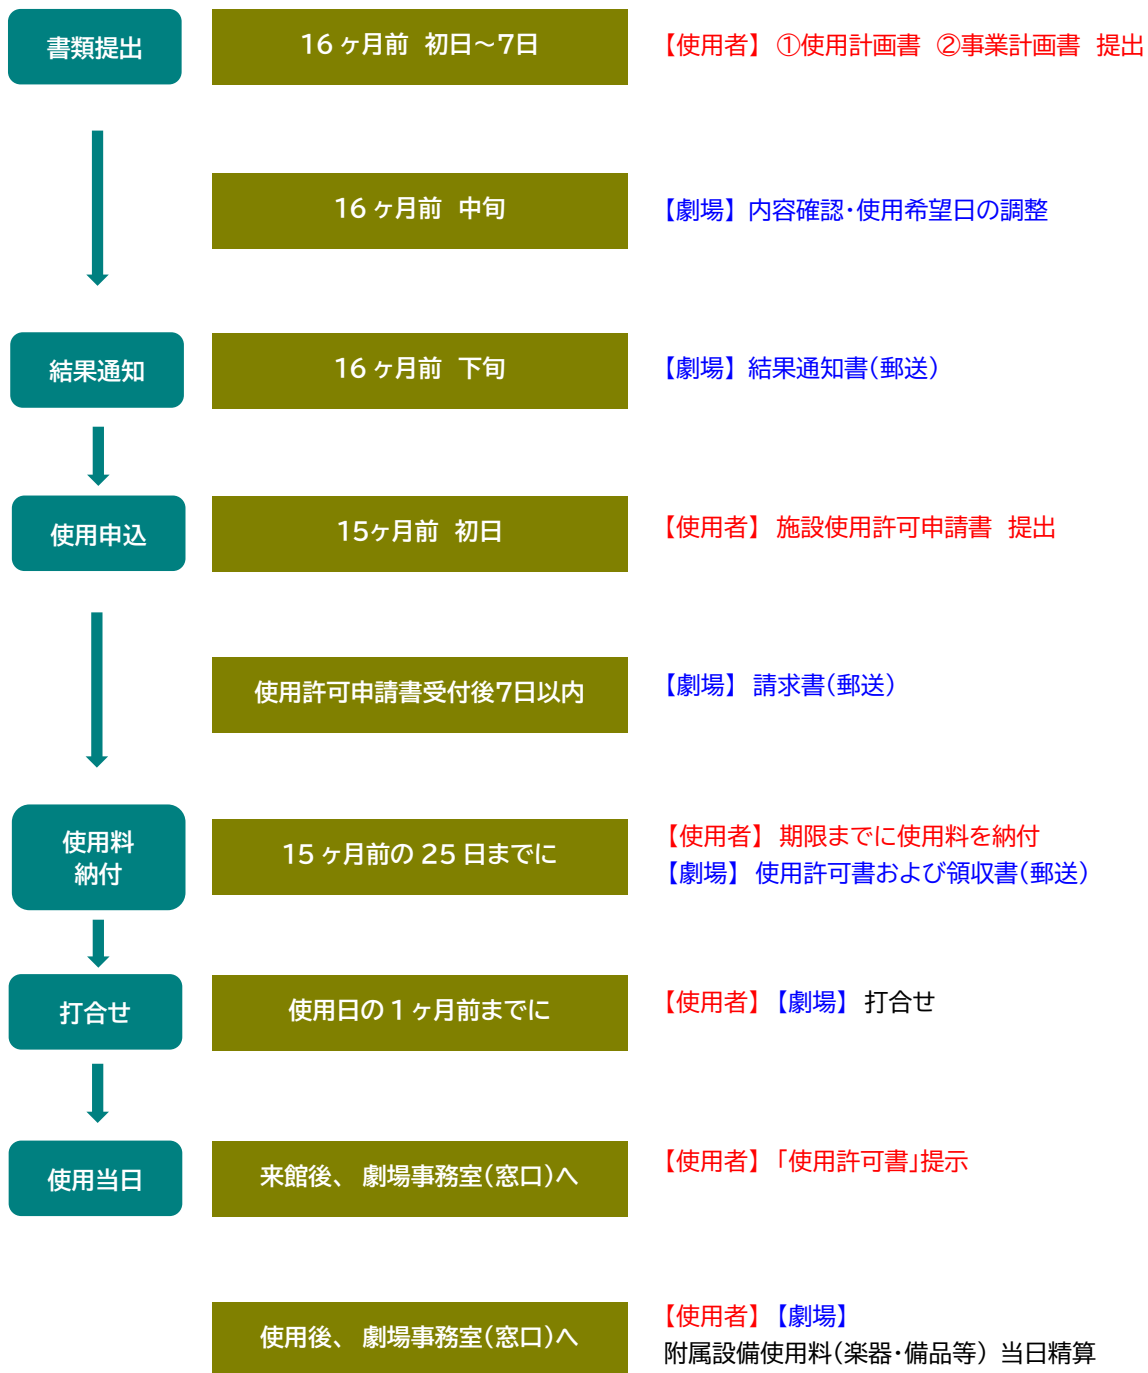 書類提出
16ヶ月前 初日～7日
【使用者】①使用計画書 ②事業計画書 提出
16ヶ月前 中旬
【劇場】内容確認・使用希望日の調整
結果通知
16ヶ月前 下旬
【劇場】結果通知書(郵送)
使用申込
15ヶ月前 初日
【使用者】施設使用許可申請書 提出
使用許可申請書受付後7日以内
【劇場】請求書(郵送)
使用料
納付
15ヶ月前の25日までに
【使用者】期限までに使用料を納付
【劇場】使用許可書および領収書(郵送)
打合せ
使用日の1ヶ月前までに
【使用者】【劇場】打合せ
使用当日
来館後、劇場事務室(窓口)へ
【使用者】「使用許可書」提示
使用後、劇場事務室(窓口)へ
【使用者】【劇場】
附属設備使用料(楽器・備品等) 当日精算